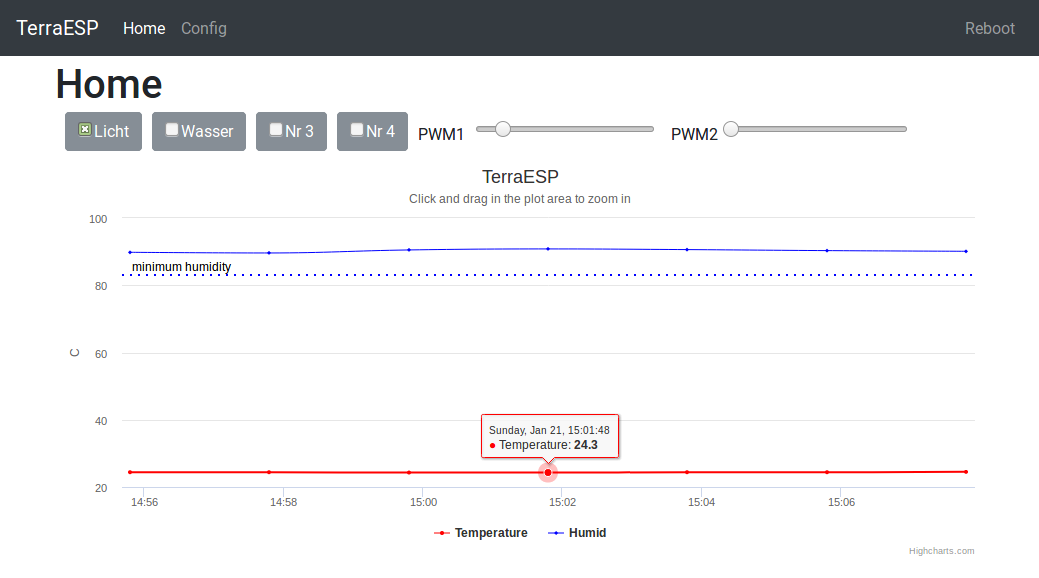 TerraESP Home Config Reboot
Home
Licht Wasser Nr 3 Nr 4 PWM1 PWM2
TerraESP
Click and drag in the plot area to zoom in
100
minimum humidity
80
C
60
40
Sunday, Jan 21, 15:01:48
● Temperature: 24.3
20
14:56 14:58 15:00 15:02 15:04 15:06
Temperature Humid
Highcharts.com